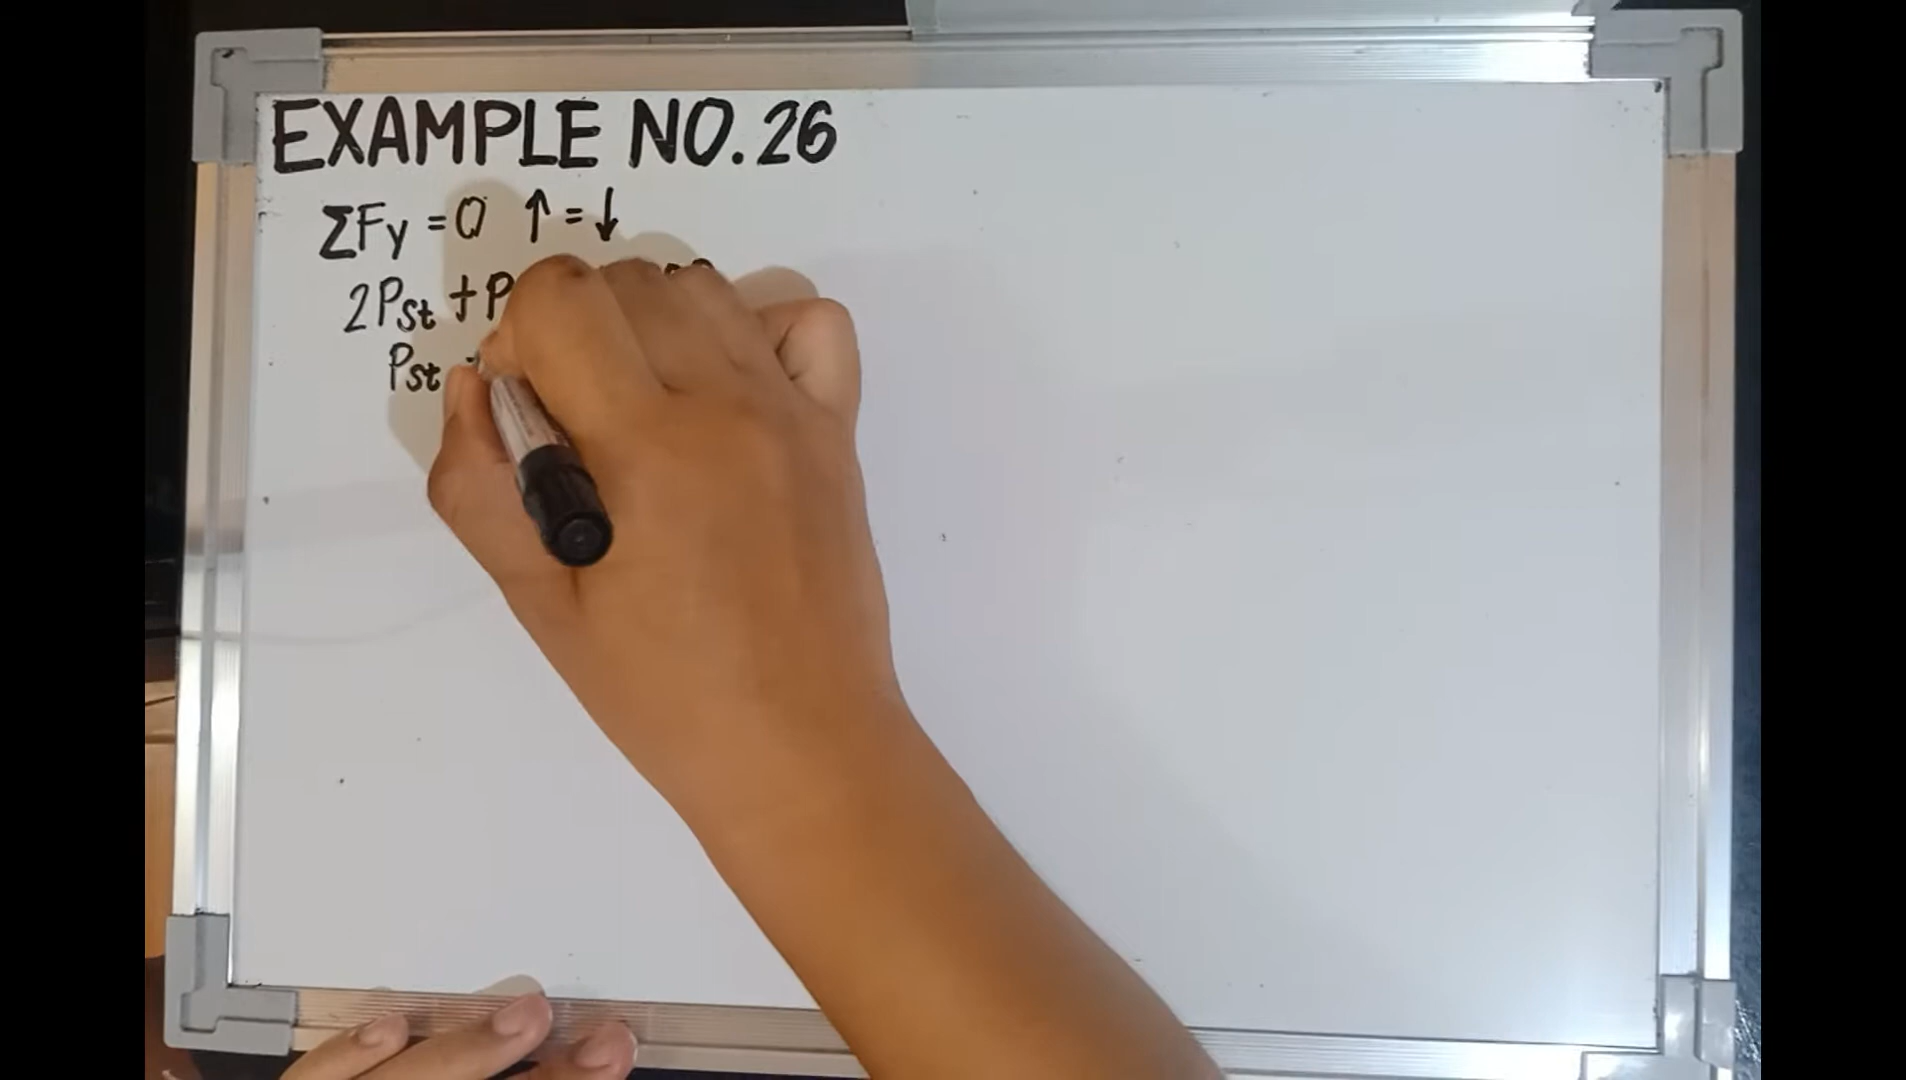 EXAMPLE NO. 26
ΣFy = 0 ↑ = ↓
2Pst + P
Pst